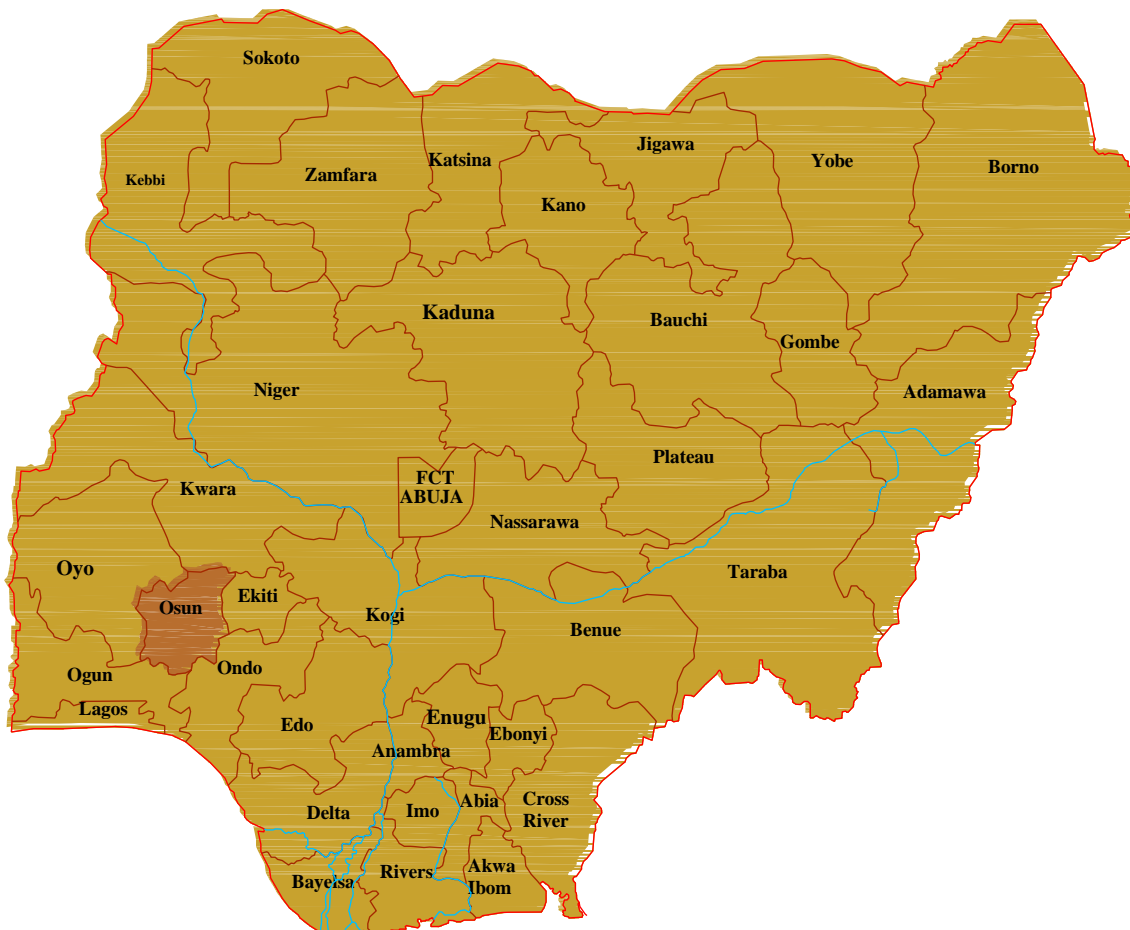 Sokoto
Jigawa
Katsina
Yobe
Borno
Zamfara
Kebbi
Kano
Kaduna
Bauchi
Gombe
Niger
Adamawa
Plateau
FCT
ABUJA
Kwara
Nassarawa
Oyo
Taraba
Osun
Ekiti
Kogi
Benue
Ogun
Ondo
Lagos
Enugu
Edo
Ebonyi
Anambra
Delta
Imo
Abia
Cross
River
Rivers
Akwa
Ibom
Bayelsa